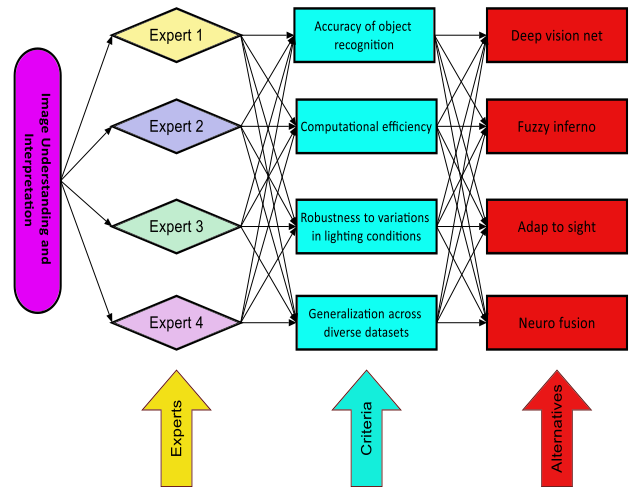 Image Understanding and
Interpretation
Expert 1
Expert 2
Expert 3
Expert 4
Accuracy of object
recognition
Computational efficiency
Robustness to variations
in lighting conditions
Generalization across
diverse datasets
Deep vision net
Fuzzy inferno
Adap to sight
Neuro fusion
Experts
Criteria
Alternatives